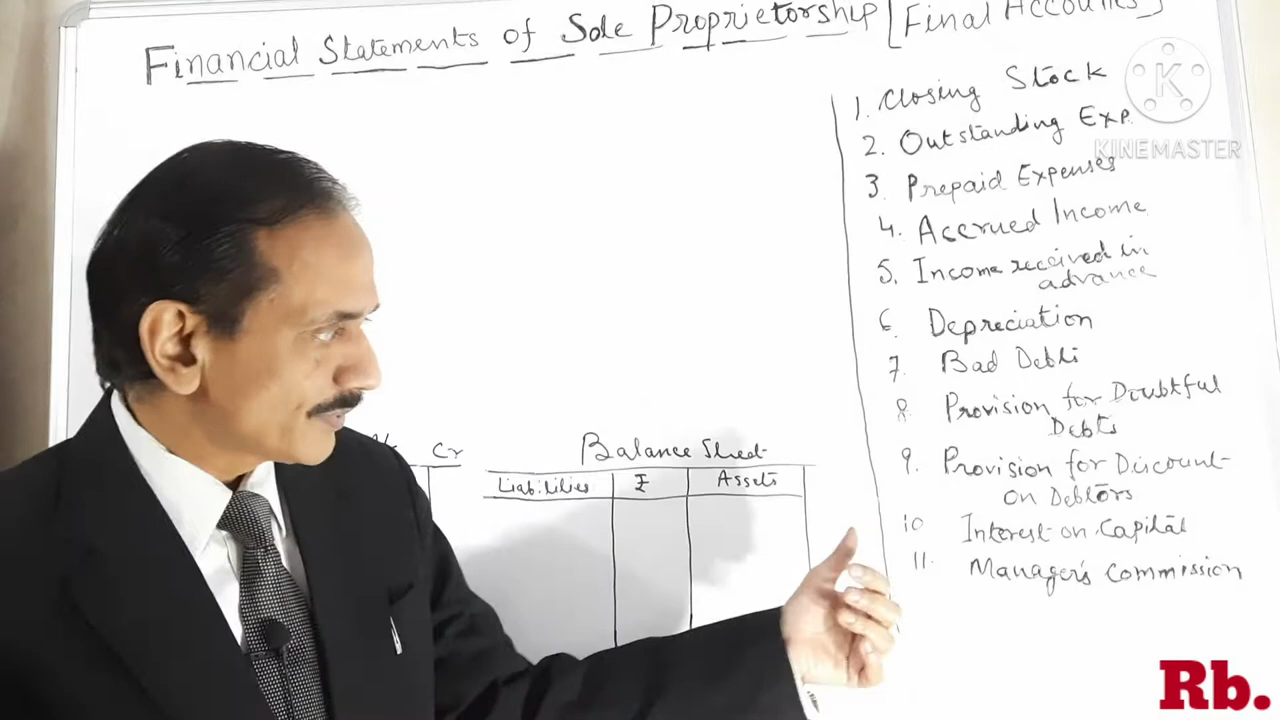 Financial Statements of Sole Proprietorship [Final Accounts]
1. Closing Stock
2. Outstanding Exp.
3. Prepaid Expenses
4. Accrued Income
5. Income received in
advance
6. Depreciation
7. Bad Debts
8. Provision for Doubtful
Debts
9. Provision for Discount
on Debtors
10 Interest on Capital
11. Manager's Commission
K
KINEMASTER
Cr
Balance Sheet
Liabilities ₹ Assets
Rb.